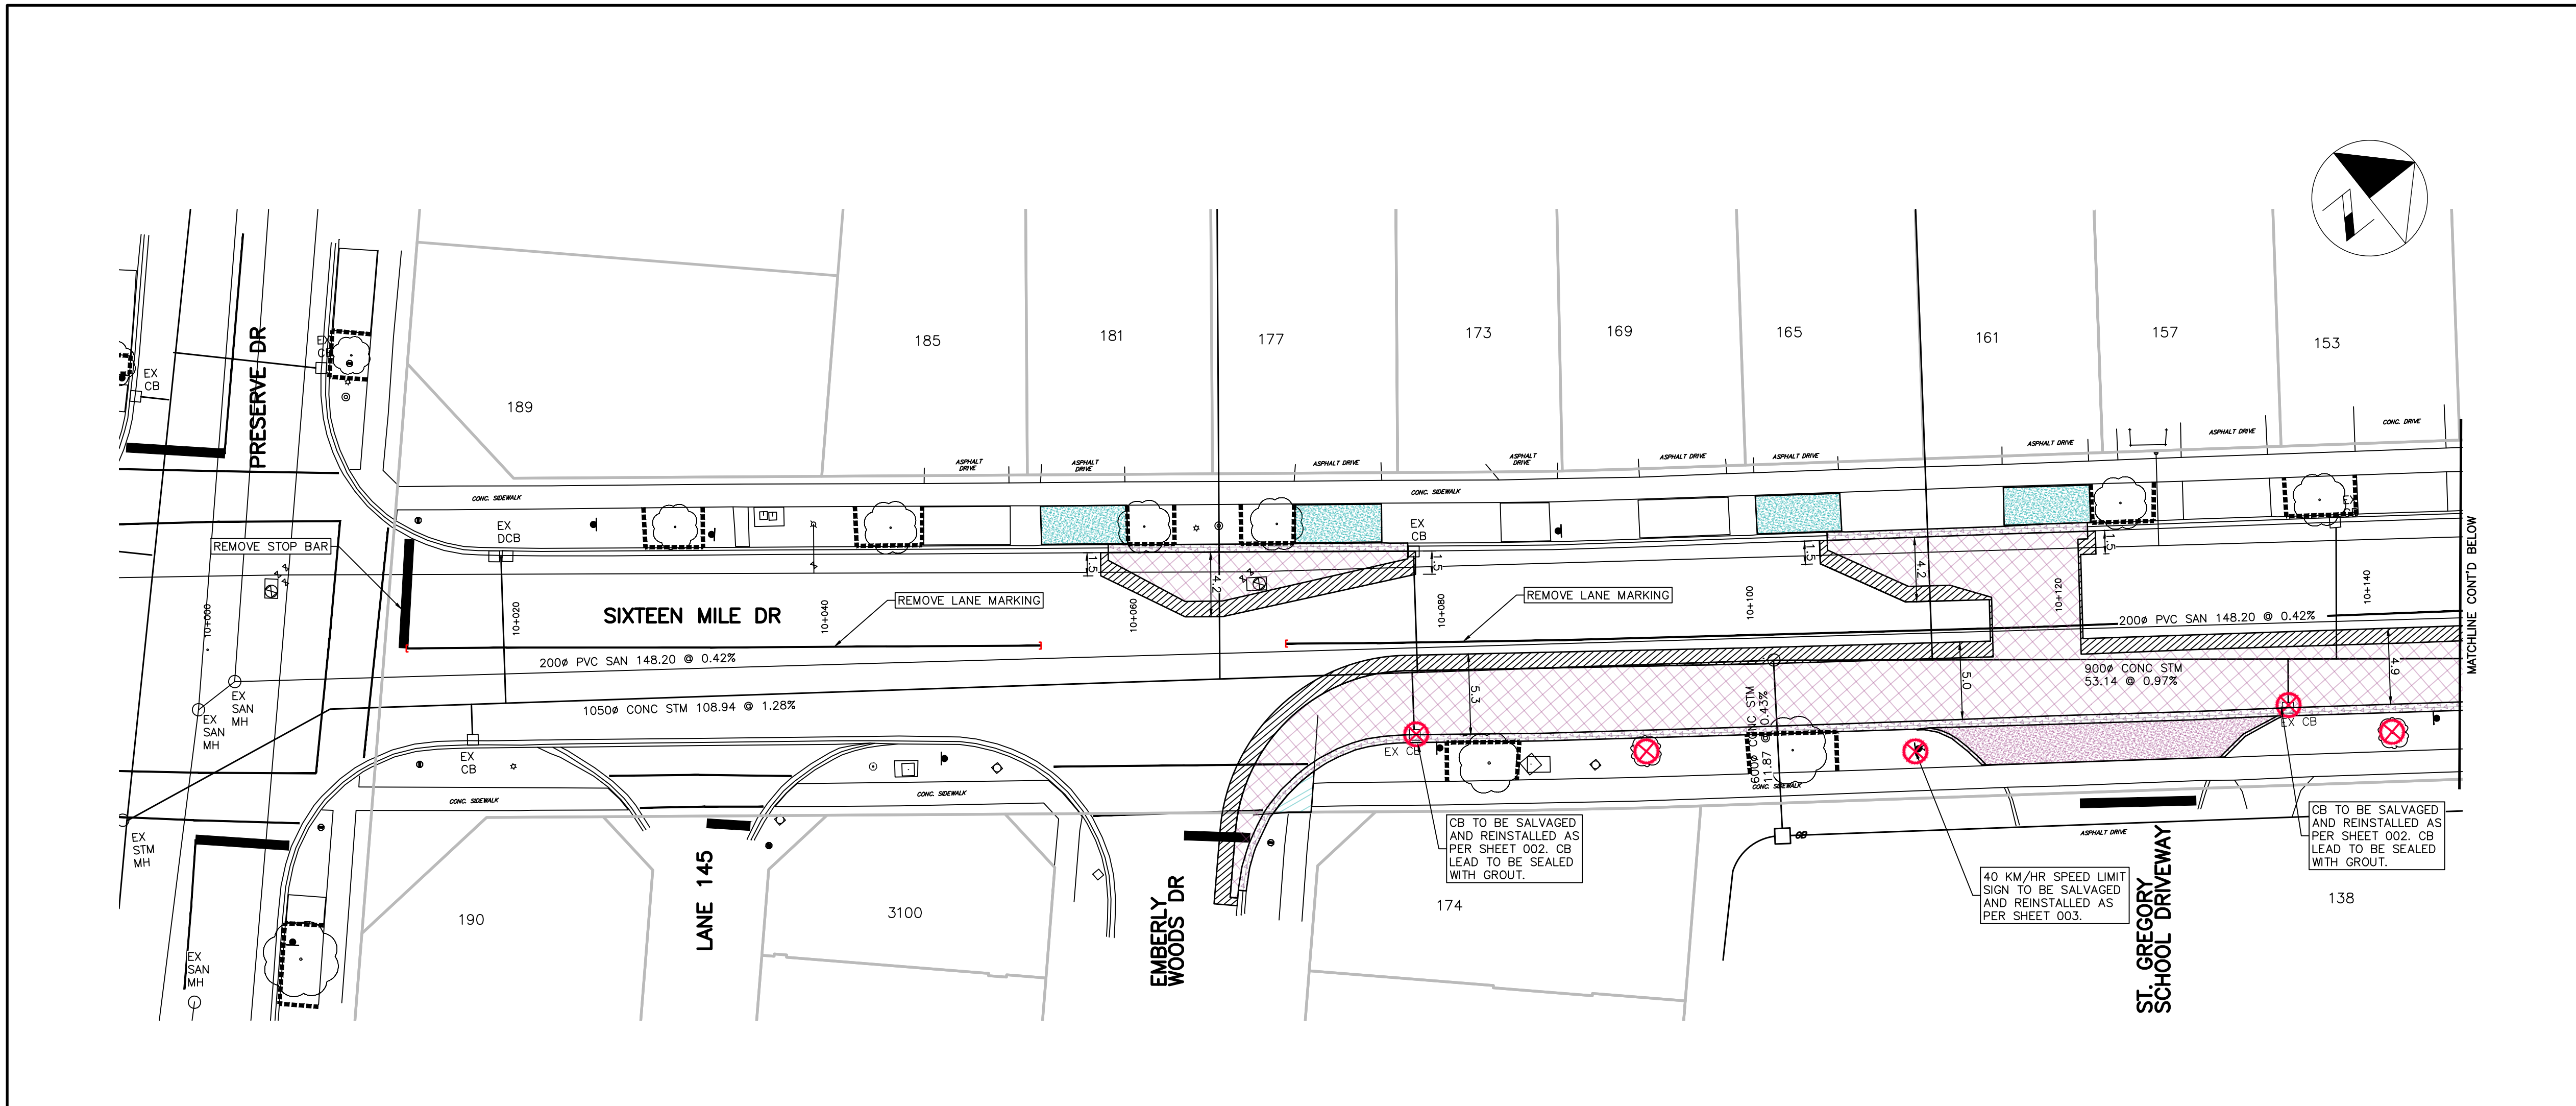 PRESERVE DR
EX
CB
EX
189
185
181
177
173
169
165
161
157
153
ASPHALT
DRIVE
ASPHALT
DRIVE
ASPHALT DRIVE
ASPHALT
DRIVE
ASPHALT DRIVE
ASPHALT DRIVE
ASPHALT DRIVE
ASPHALT DRIVE
CONC. DRIVE
CONC. SIDEWALK
CONC. SIDEWALK
EX
DCB
EX
CB
REMOVE STOP BAR
1.5
4.2
1.5
1.5
4.2
1.5
10+000
10+020
10+040
10+060
10+080
10+100
10+120
10+140
SIXTEEN MILE DR
REMOVE LANE MARKING
REMOVE LANE MARKING
MATCHLINE CONT'D BELOW
200ø PVC SAN 148.20 @ 0.42%
200ø PVC SAN 148.20 @ 0.42%
1050ø CONC STM 108.94 @ 1.28%
900ø CONC STM
53.14 @ 0.97%
600ø CONC STM
11.87 @ 0.43%
5.3
5.0
4.9
EX
SAN
MH
EX
SAN
MH
EX
CB
EX CB
EX CB
CONC. SIDEWALK
CONC. SIDEWALK
CONC. SIDEWALK
EX
STM
MH
EX
SAN
MH
190
LANE 145
3100
EMBERLY
WOODS DR
174
CB
ASPHALT DRIVE
CB TO BE SALVAGED
AND REINSTALLED AS
PER SHEET 002. CB
LEAD TO BE SEALED
WITH GROUT.
40 KM/HR SPEED LIMIT
SIGN TO BE SALVAGED
AND REINSTALLED AS
PER SHEET 003.
ST. GREGORY
SCHOOL DRIVEWAY
CB TO BE SALVAGED
AND REINSTALLED AS
PER SHEET 002. CB
LEAD TO BE SEALED
WITH GROUT.
138